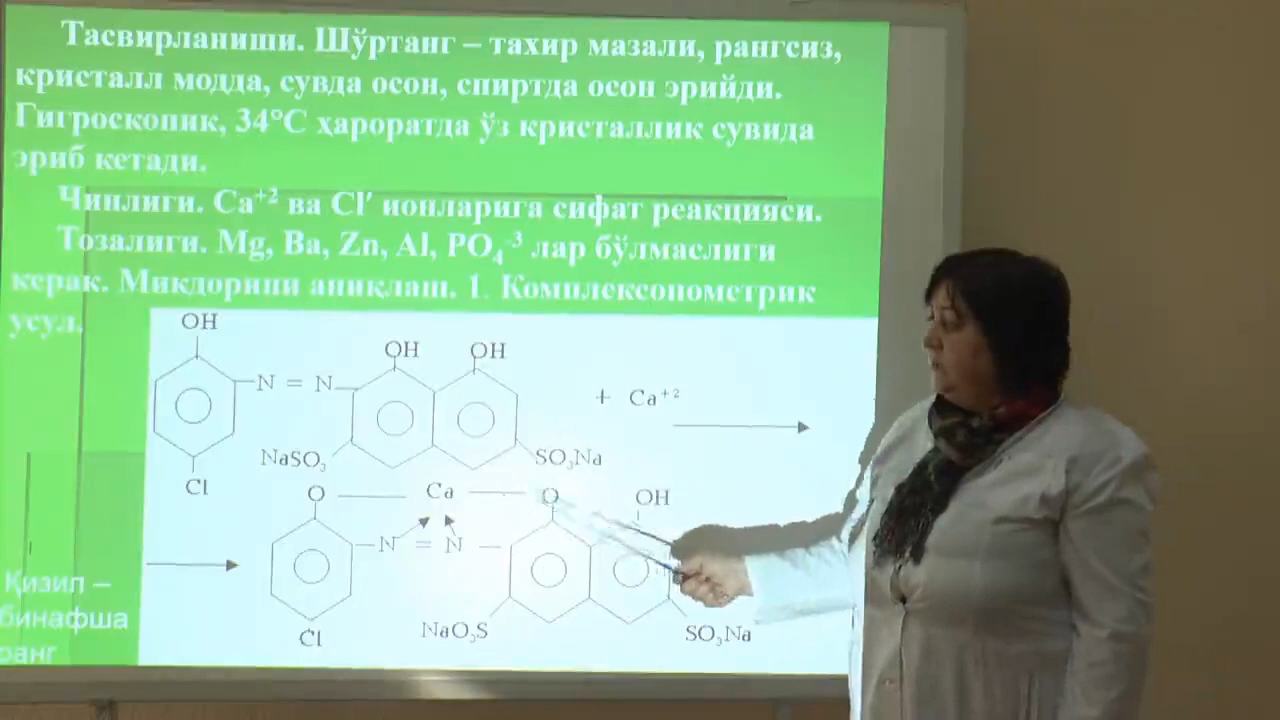 Тасвирланиши. Шўртанг – тахир мазали, рангсиз,
кристалл модда, сувда осон, спиртда осон эрийди.
Гигроскопик, 34°С ҳароратда ўз кристаллик сувида
эриб кетади.
Чинлиги. Ca⁺² ва Cl′ ионларига сифат реакцияси.
Тозалиги. Mg, Ba, Zn, Al, PO₄⁻³ лар бўлмаслиги
керак. Микдорини аниқлаш. 1. Комплексонометрик
усул.
OH
OH OH
N = N
+ Ca⁺²
NaSO₃
SO₃Na
Cl
O Ca O OH
N = N
Cl
NaO₃S
SO₃Na
Қизил –
бинафша
ранг